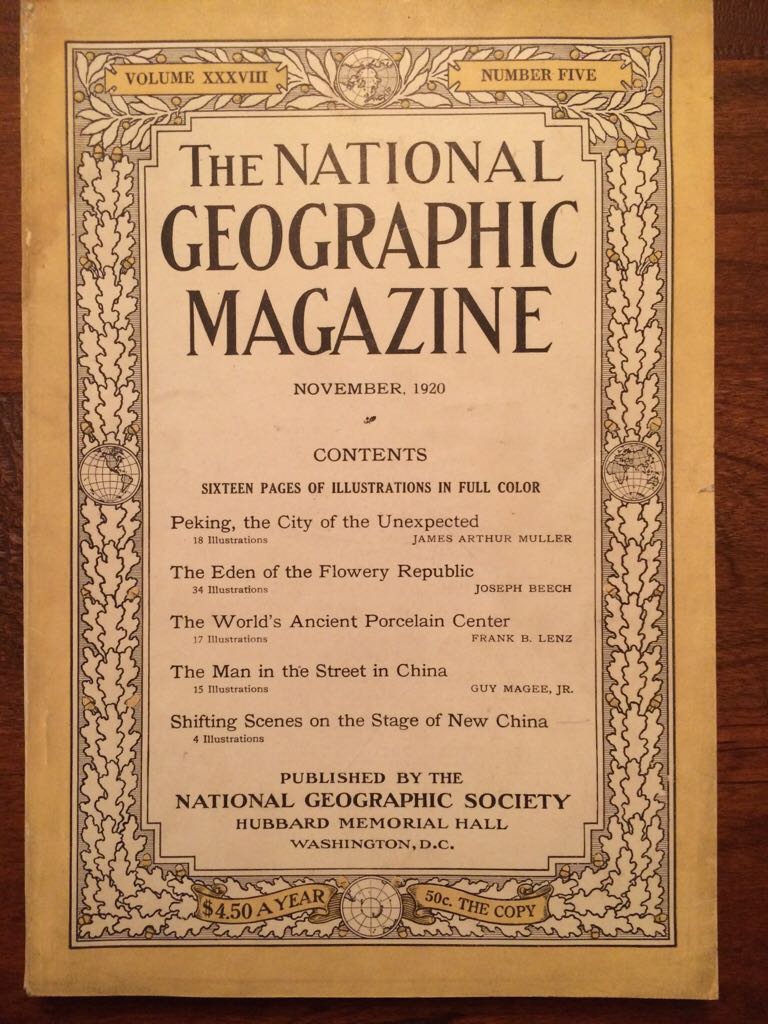 VOLUME XXXVIII
NUMBER FIVE
THE NATIONAL
GEOGRAPHIC
MAGAZINE
NOVEMBER, 1920
CONTENTS
SIXTEEN PAGES OF ILLUSTRATIONS IN FULL COLOR
Peking, the City of the Unexpected
18 Illustrations JAMES ARTHUR MULLER
The Eden of the Flowery Republic
34 Illustrations JOSEPH BEECH
The World's Ancient Porcelain Center
17 Illustrations FRANK B. LENZ
The Man in the Street in China
15 Illustrations GUY MAGEE, JR.
Shifting Scenes on the Stage of New China
4 Illustrations
PUBLISHED BY THE
NATIONAL GEOGRAPHIC SOCIETY
HUBBARD MEMORIAL HALL
WASHINGTON, D.C.
$4.50 A YEAR
50c. THE COPY